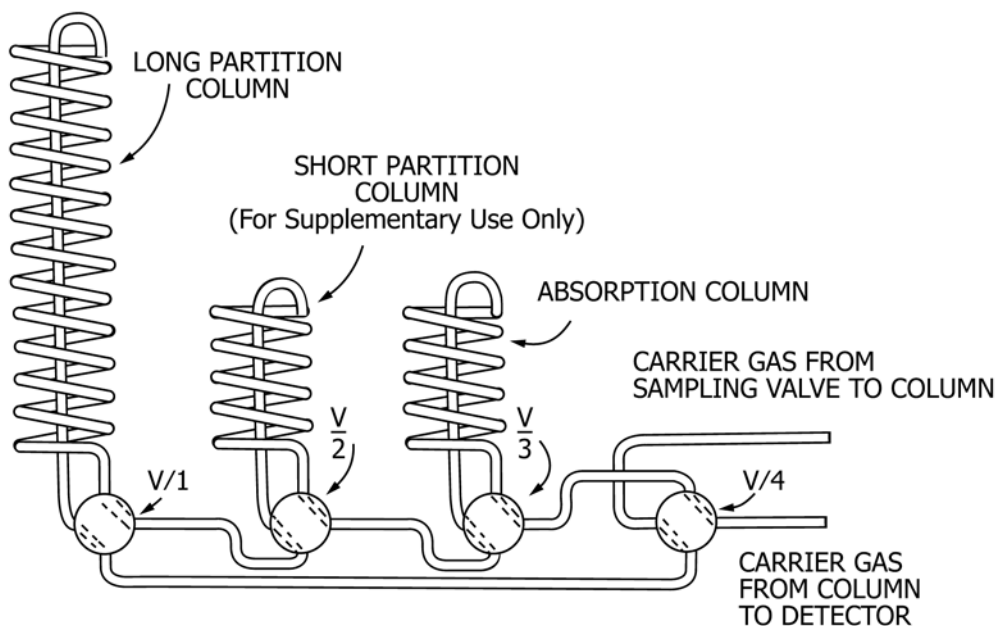 LONG PARTITION
COLUMN
SHORT PARTITION
COLUMN
(For Supplementary Use Only)
ABSORPTION COLUMN
CARRIER GAS FROM
SAMPLING VALVE TO COLUMN
V
2
V
3
V/1
V/4
CARRIER GAS
FROM COLUMN
TO DETECTOR